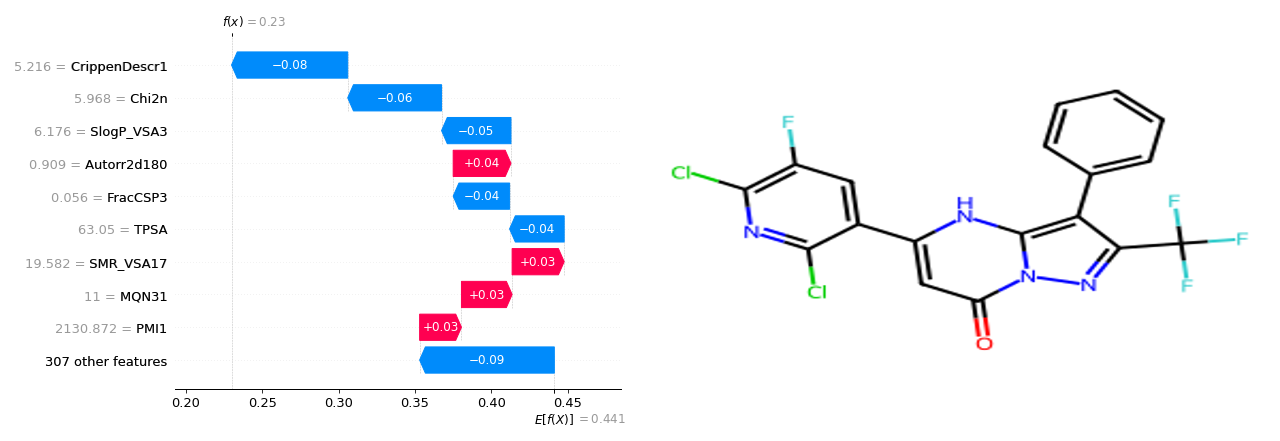 f(x) = 0.23
5.216 = CrippenDescr1
−0.08
5.968 = Chi2n
−0.06
6.176 = SlogP_VSA3
−0.05
0.909 = Autorr2d180
+0.04
0.056 = FracCSP3
−0.04
63.05 = TPSA
−0.04
19.582 = SMR_VSA17
+0.03
11 = MQN31
+0.03
2130.872 = PMI1
+0.03
307 other features
−0.09
0.20 0.25 0.30 0.35 0.40 0.45
E[f(X)] = 0.441
F
Cl
N
Cl
H
N
N
N
O
F
F
F